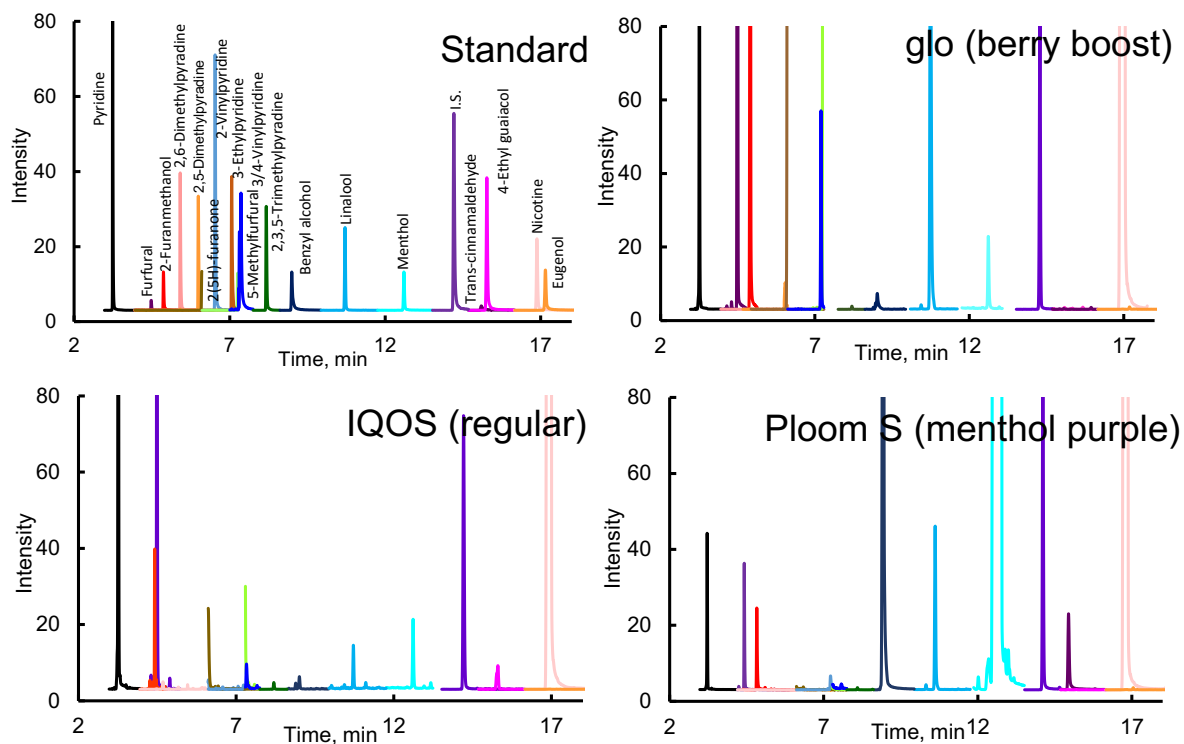 Standard
80
60
40
20
0
Intensity
Pyridine
Furfural
2-Furanmethanol
2,6-Dimethylpyradine
2,5-Dimethylpyradine
2(5H)-furanone
2-Vinylpyridine
3-Ethylpyridine
5-Methylfurfural
3/4-Vinylpyridine
2,3,5-Trimethylpyradine
Benzyl alcohol
Linalool
Menthol
I.S.
Trans-cinnamaldehyde
4-Ethyl guaiacol
Nicotine
Eugenol
2 7 12 17
Time, min
glo (berry boost)
80
60
40
20
0
Intensity
2 7 12 17
Time, min
IQOS (regular)
80
60
40
20
0
Intensity
2 7 12 17
Time, min
Ploom S (menthol purple)
80
60
40
20
0
Intensity
2 7 12 17
Time, min